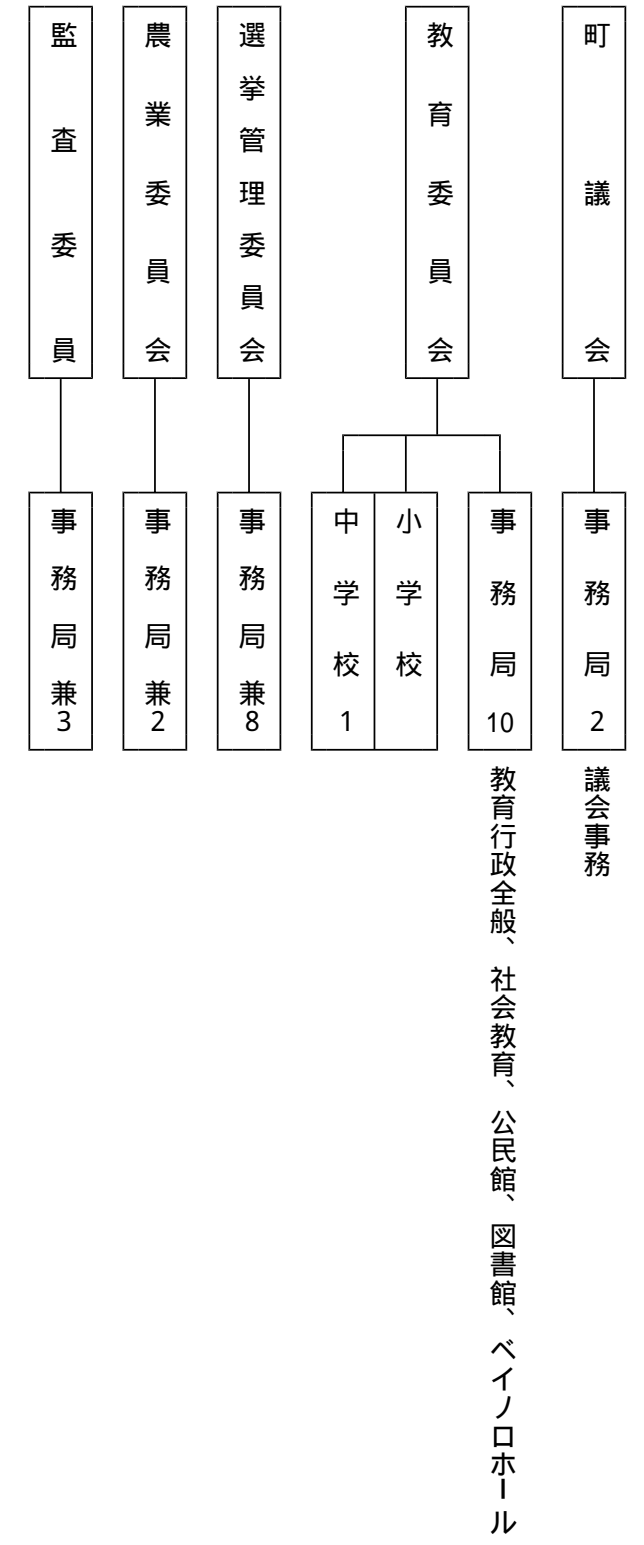 町議会
事務局2
議会事務
教育委員会
事務局10
教育行政全般、社会教育、公民館、図書館、ベイノロホール
小学校
中学校1
選挙管理委員会
事務局兼8
農業委員会
事務局兼2
監査委員
事務局兼3